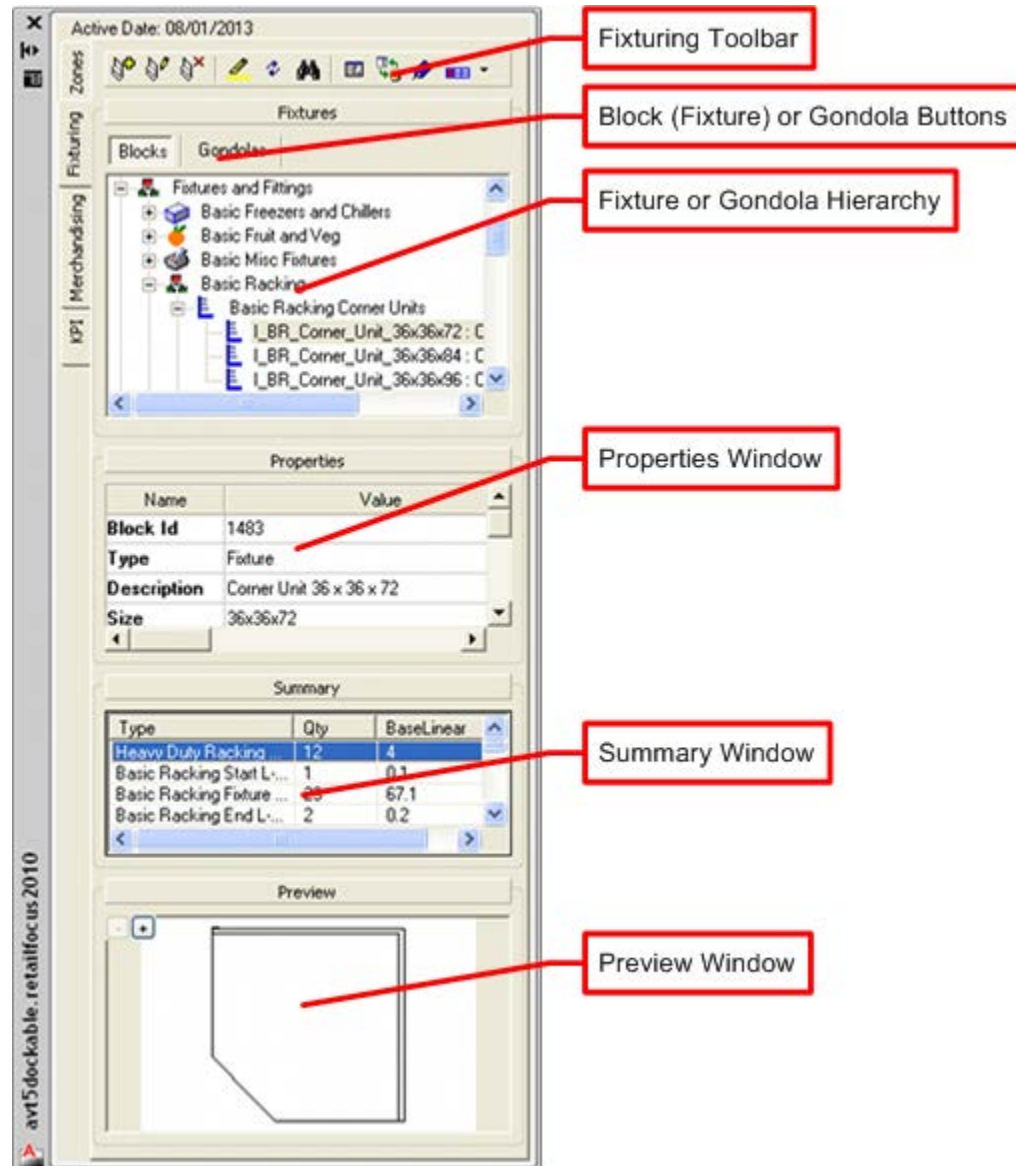 Active Date: 08/01/2013
Fixturing Toolbar
Zones
Fixturing
Merchandising
KPI
Fixtures
Block (Fixture) or Gondola Buttons
Blocks
Gondolas
Fixture or Gondola Hierarchy
Fixtures and Fittings
Basic Freezers and Chillers
Basic Fruit and Veg
Basic Misc Fixtures
Basic Racking
Basic Racking Corner Units
I_BR_Corner_Unit_36x36x72 : C
I_BR_Corner_Unit_36x36x84 : C
I_BR_Corner_Unit_36x36x96 : C
Properties
Properties Window
Name Value
Block Id 1483
Type Fixture
Description Corner Unit 36 x 36 x 72
Size 36x36x72
Summary
Summary Window
Type Qty BaseLinear
Heavy Duty Racking ... 12 4
Basic Racking Start L-... 1 0.1
Basic Racking Fixture ... 67.1
Basic Racking End L-... 2 0.2
Preview
Preview Window
avt5dockable.retailfocus2010